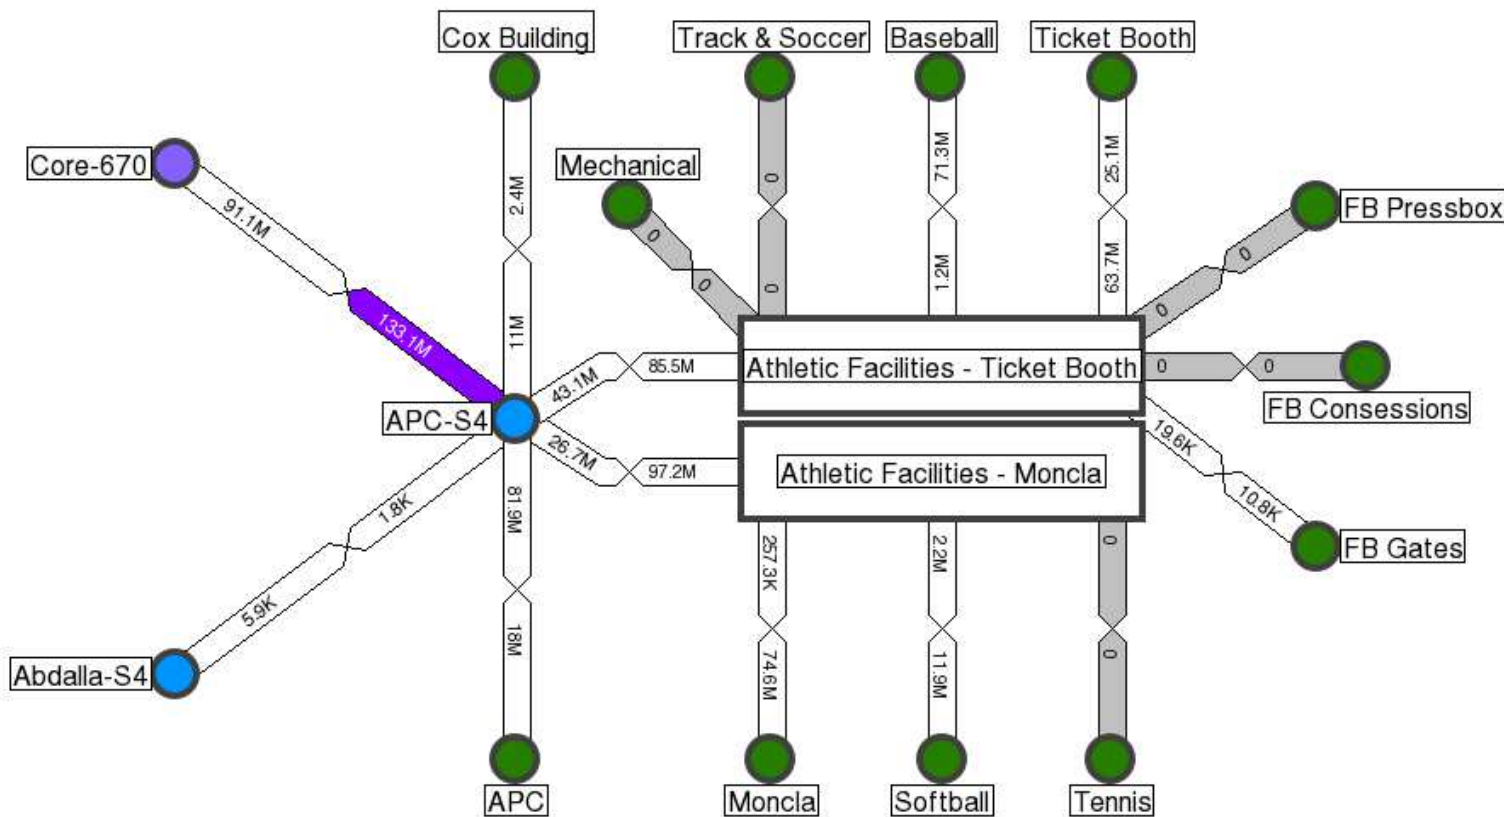 Cox Building
Track & Soccer
Baseball
Ticket Booth
Core-670
Mechanical
FB Pressbox
91.1M
2.4M
0
71.3M
25.1M
0
0
0
0
1.2M
63.7M
0
133.1M
11M
43.1M
85.5M
Athletic Facilities - Ticket Booth
0
0
APC-S4
FB Consessions
26.7M
97.2M
Athletic Facilities - Moncla
19.6K
10.8K
1.8K
81.9M
257.3K
2.2M
0
FB Gates
5.9K
18M
74.6M
11.9M
0
Abdalla-S4
APC
Moncla
Softball
Tennis